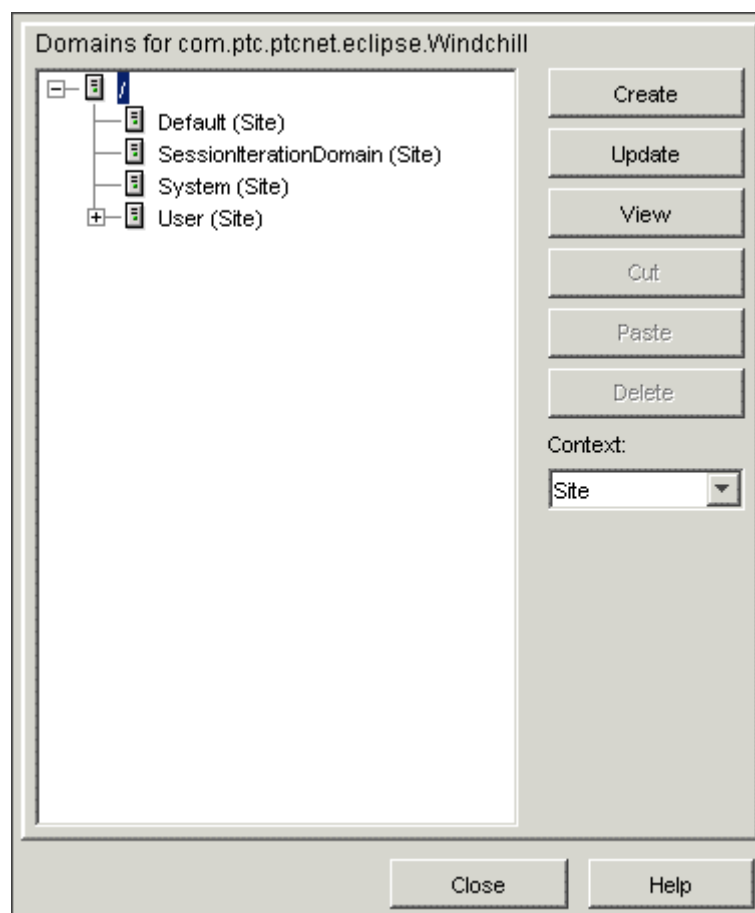 Domains for com.ptc.ptcnet.eclipse.Windchill
/
Default (Site)
SessionIterationDomain (Site)
System (Site)
User (Site)
Create
Update
View
Cut
Paste
Delete
Context:
Site
Close
Help